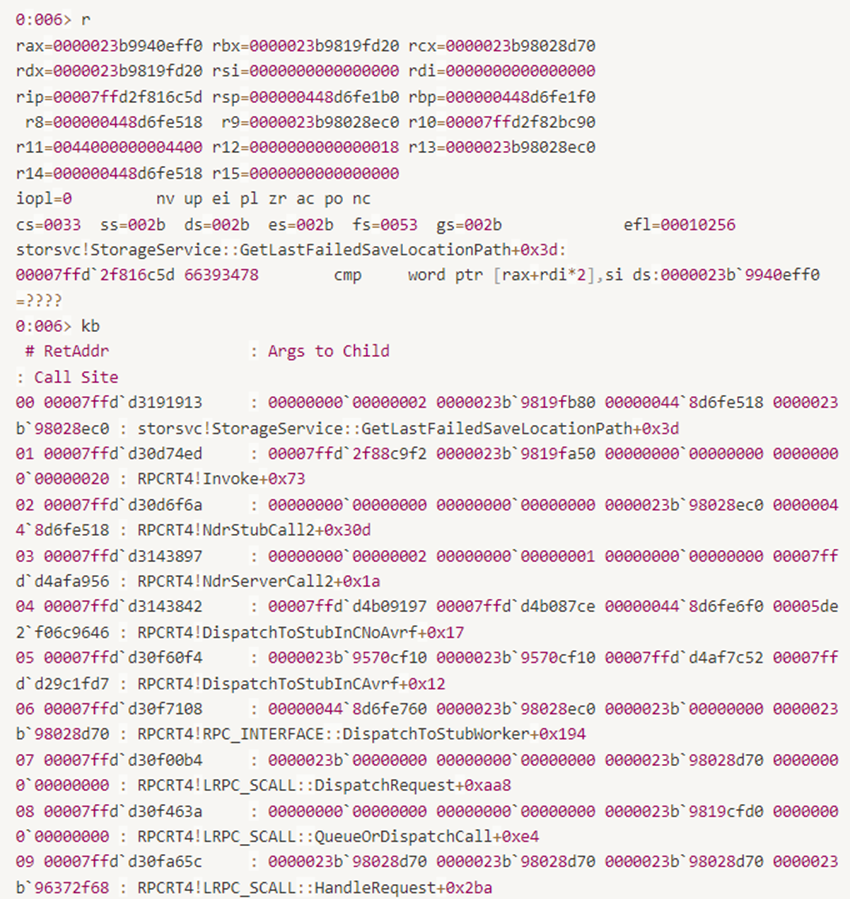 0:006> r
rax=0000023b9940eff0 rbx=0000023b9819fd20 rcx=0000023b98028d70
rdx=0000023b9819fd20 rsi=0000000000000000 rdi=0000000000000000
rip=00007ffd2f816c5d rsp=000000448d6fe1b0 rbp=000000448d6fe1f0
r8=000000448d6fe518 r9=0000023b98028ec0 r10=00007ffd2f82bc90
r11=0044000000004400 r12=0000000000000018 r13=0000023b98028ec0
r14=000000448d6fe518 r15=0000000000000000
iopl=0 nv up ei pl zr ac po nc
cs=0033 ss=002b ds=002b es=002b fs=0053 gs=002b efl=00010256
storsvc!StorageService::GetLastFailedSaveLocationPath+0x3d:
00007ffd`2f816c5d 66393478 cmp word ptr [rax+rdi*2],si ds:0000023b`9940eff0
=????
0:006> kb
# RetAddr : Args to Child
: Call Site
00 00007ffd`d3191913 : 00000000`00000002 0000023b`9819fb80 00000044`8d6fe518 0000023
b`98028ec0 : storsvc!StorageService::GetLastFailedSaveLocationPath+0x3d
01 00007ffd`d30d74ed : 00007ffd`2f88c9f2 0000023b`9819fa50 00000000`00000000 0000000
0`00000020 : RPCRT4!Invoke+0x73
02 00007ffd`d30d6f6a : 00000000`00000000 00000000`00000000 0000023b`98028ec0 0000004
4`8d6fe518 : RPCRT4!NdrStubCall2+0x30d
03 00007ffd`d3143897 : 00000000`00000002 00000000`00000001 00000000`00000000 00007ff
d`d4afa956 : RPCRT4!NdrServerCall2+0x1a
04 00007ffd`d3143842 : 00007ffd`d4b09197 00007ffd`d4b087ce 00000044`8d6fe6f0 00005de
2`f06c9646 : RPCRT4!DispatchToStubInCNoAvrf+0x17
05 00007ffd`d30f60f4 : 0000023b`9570cf10 0000023b`9570cf10 00007ffd`d4af7c52 00007ff
d`d29c1fd7 : RPCRT4!DispatchToStubInCAvrf+0x12
06 00007ffd`d30f7108 : 00000044`8d6fe760 0000023b`98028ec0 0000023b`00000000 0000023
b`98028d70 : RPCRT4!RPC_INTERFACE::DispatchToStubWorker+0x194
07 00007ffd`d30f00b4 : 0000023b`00000000 00000000`00000000 0000023b`98028d70 0000000
0`00000000 : RPCRT4!LRPC_SCALL::DispatchRequest+0xaa8
08 00007ffd`d30f463a : 00000000`00000000 00000000`00000000 0000023b`9819cfd0 0000000
0`00000000 : RPCRT4!LRPC_SCALL::QueueOrDispatchCall+0xe4
09 00007ffd`d30fa65c : 0000023b`98028d70 0000023b`98028d70 0000023b`98028d70 0000023
b`96372f68 : RPCRT4!LRPC_SCALL::HandleRequest+0x2ba